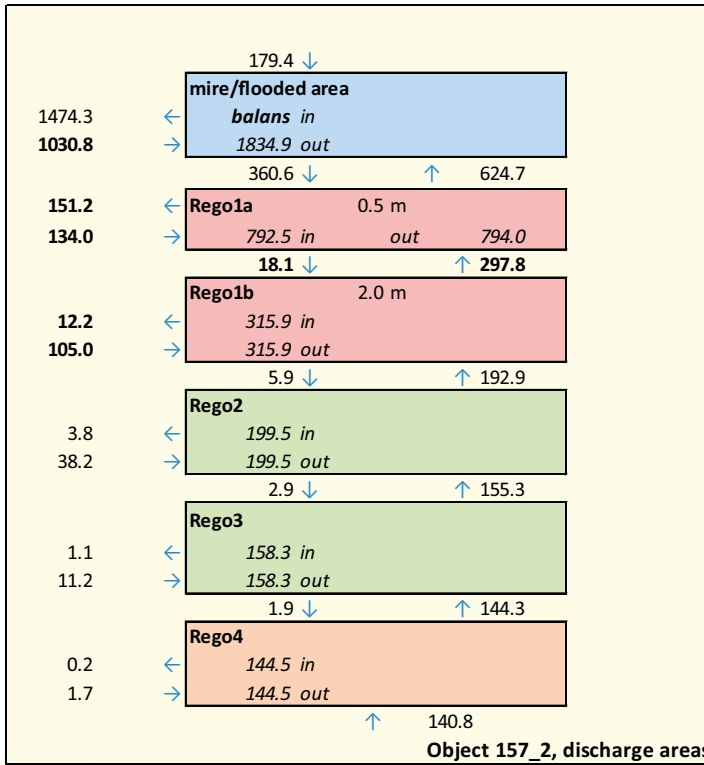 179.4 ↓
mire/flooded area
1474.3 ← balans in
1030.8 → 1834.9 out
360.6 ↓ ↑ 624.7
151.2 ← Rego1a 0.5 m
134.0 → 792.5 in out 794.0
18.1 ↓ ↑ 297.8
Rego1b 2.0 m
12.2 ← 315.9 in
105.0 → 315.9 out
5.9 ↓ ↑ 192.9
Rego2
3.8 ← 199.5 in
38.2 → 199.5 out
2.9 ↓ ↑ 155.3
Rego3
1.1 ← 158.3 in
11.2 → 158.3 out
1.9 ↓ ↑ 144.3
Rego4
0.2 ← 144.5 in
1.7 → 144.5 out
↑ 140.8
Object 157_2, discharge areas